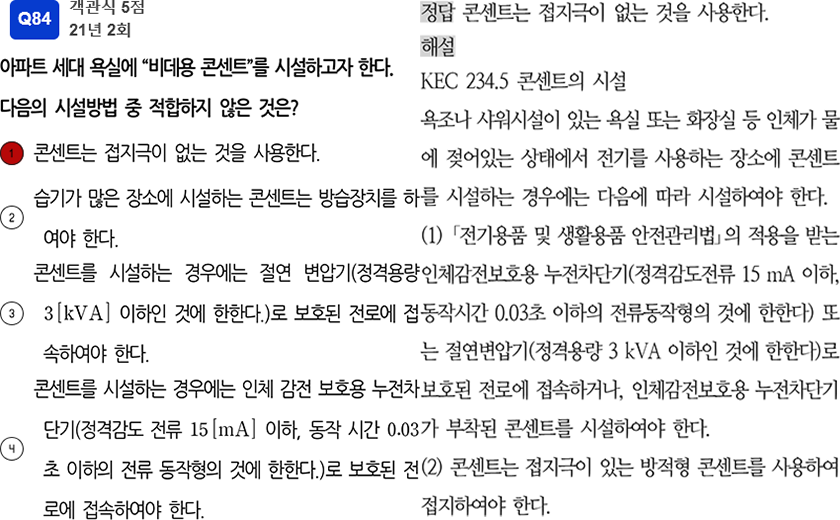 Q84
객관식 5점
21년 2회
아파트 세대 욕실에 “비데용 콘센트”를 시설하고자 한다.
다음의 시설방법 중 적합하지 않은 것은?
1 콘센트는 접지극이 없는 것을 사용한다.
2 습기가 많은 장소에 시설하는 콘센트는 방습장치를 하
여야 한다.
3 콘센트를 시설하는 경우에는 절연 변압기(정격용량
3[kVA] 이하인 것에 한한다.)로 보호된 전로에 접
속하여야 한다.
4 콘센트를 시설하는 경우에는 인체 감전 보호용 누전차
단기(정격감도 전류 15[mA] 이하, 동작 시간 0.03
초 이하의 전류 동작형의 것에 한한다.)로 보호된 전
로에 접속하여야 한다.
정답 콘센트는 접지극이 없는 것을 사용한다.
해설
KEC 234.5 콘센트의 시설
욕조나 샤워시설이 있는 욕실 또는 화장실 등 인체가 물
에 젖어있는 상태에서 전기를 사용하는 장소에 콘센트
를 시설하는 경우에는 다음에 따라 시설하여야 한다.
(1) 「전기용품 및 생활용품 안전관리법」의 적용을 받는
인체감전보호용 누전차단기(정격감도전류 15 mA 이하,
동작시간 0.03초 이하의 전류동작형의 것에 한한다) 또
는 절연변압기(정격용량 3 kVA 이하인 것에 한한다)로
보호된 전로에 접속하거나, 인체감전보호용 누전차단기
가 부착된 콘센트를 시설하여야 한다.
(2) 콘센트는 접지극이 있는 방적형 콘센트를 사용하여
접지하여야 한다.